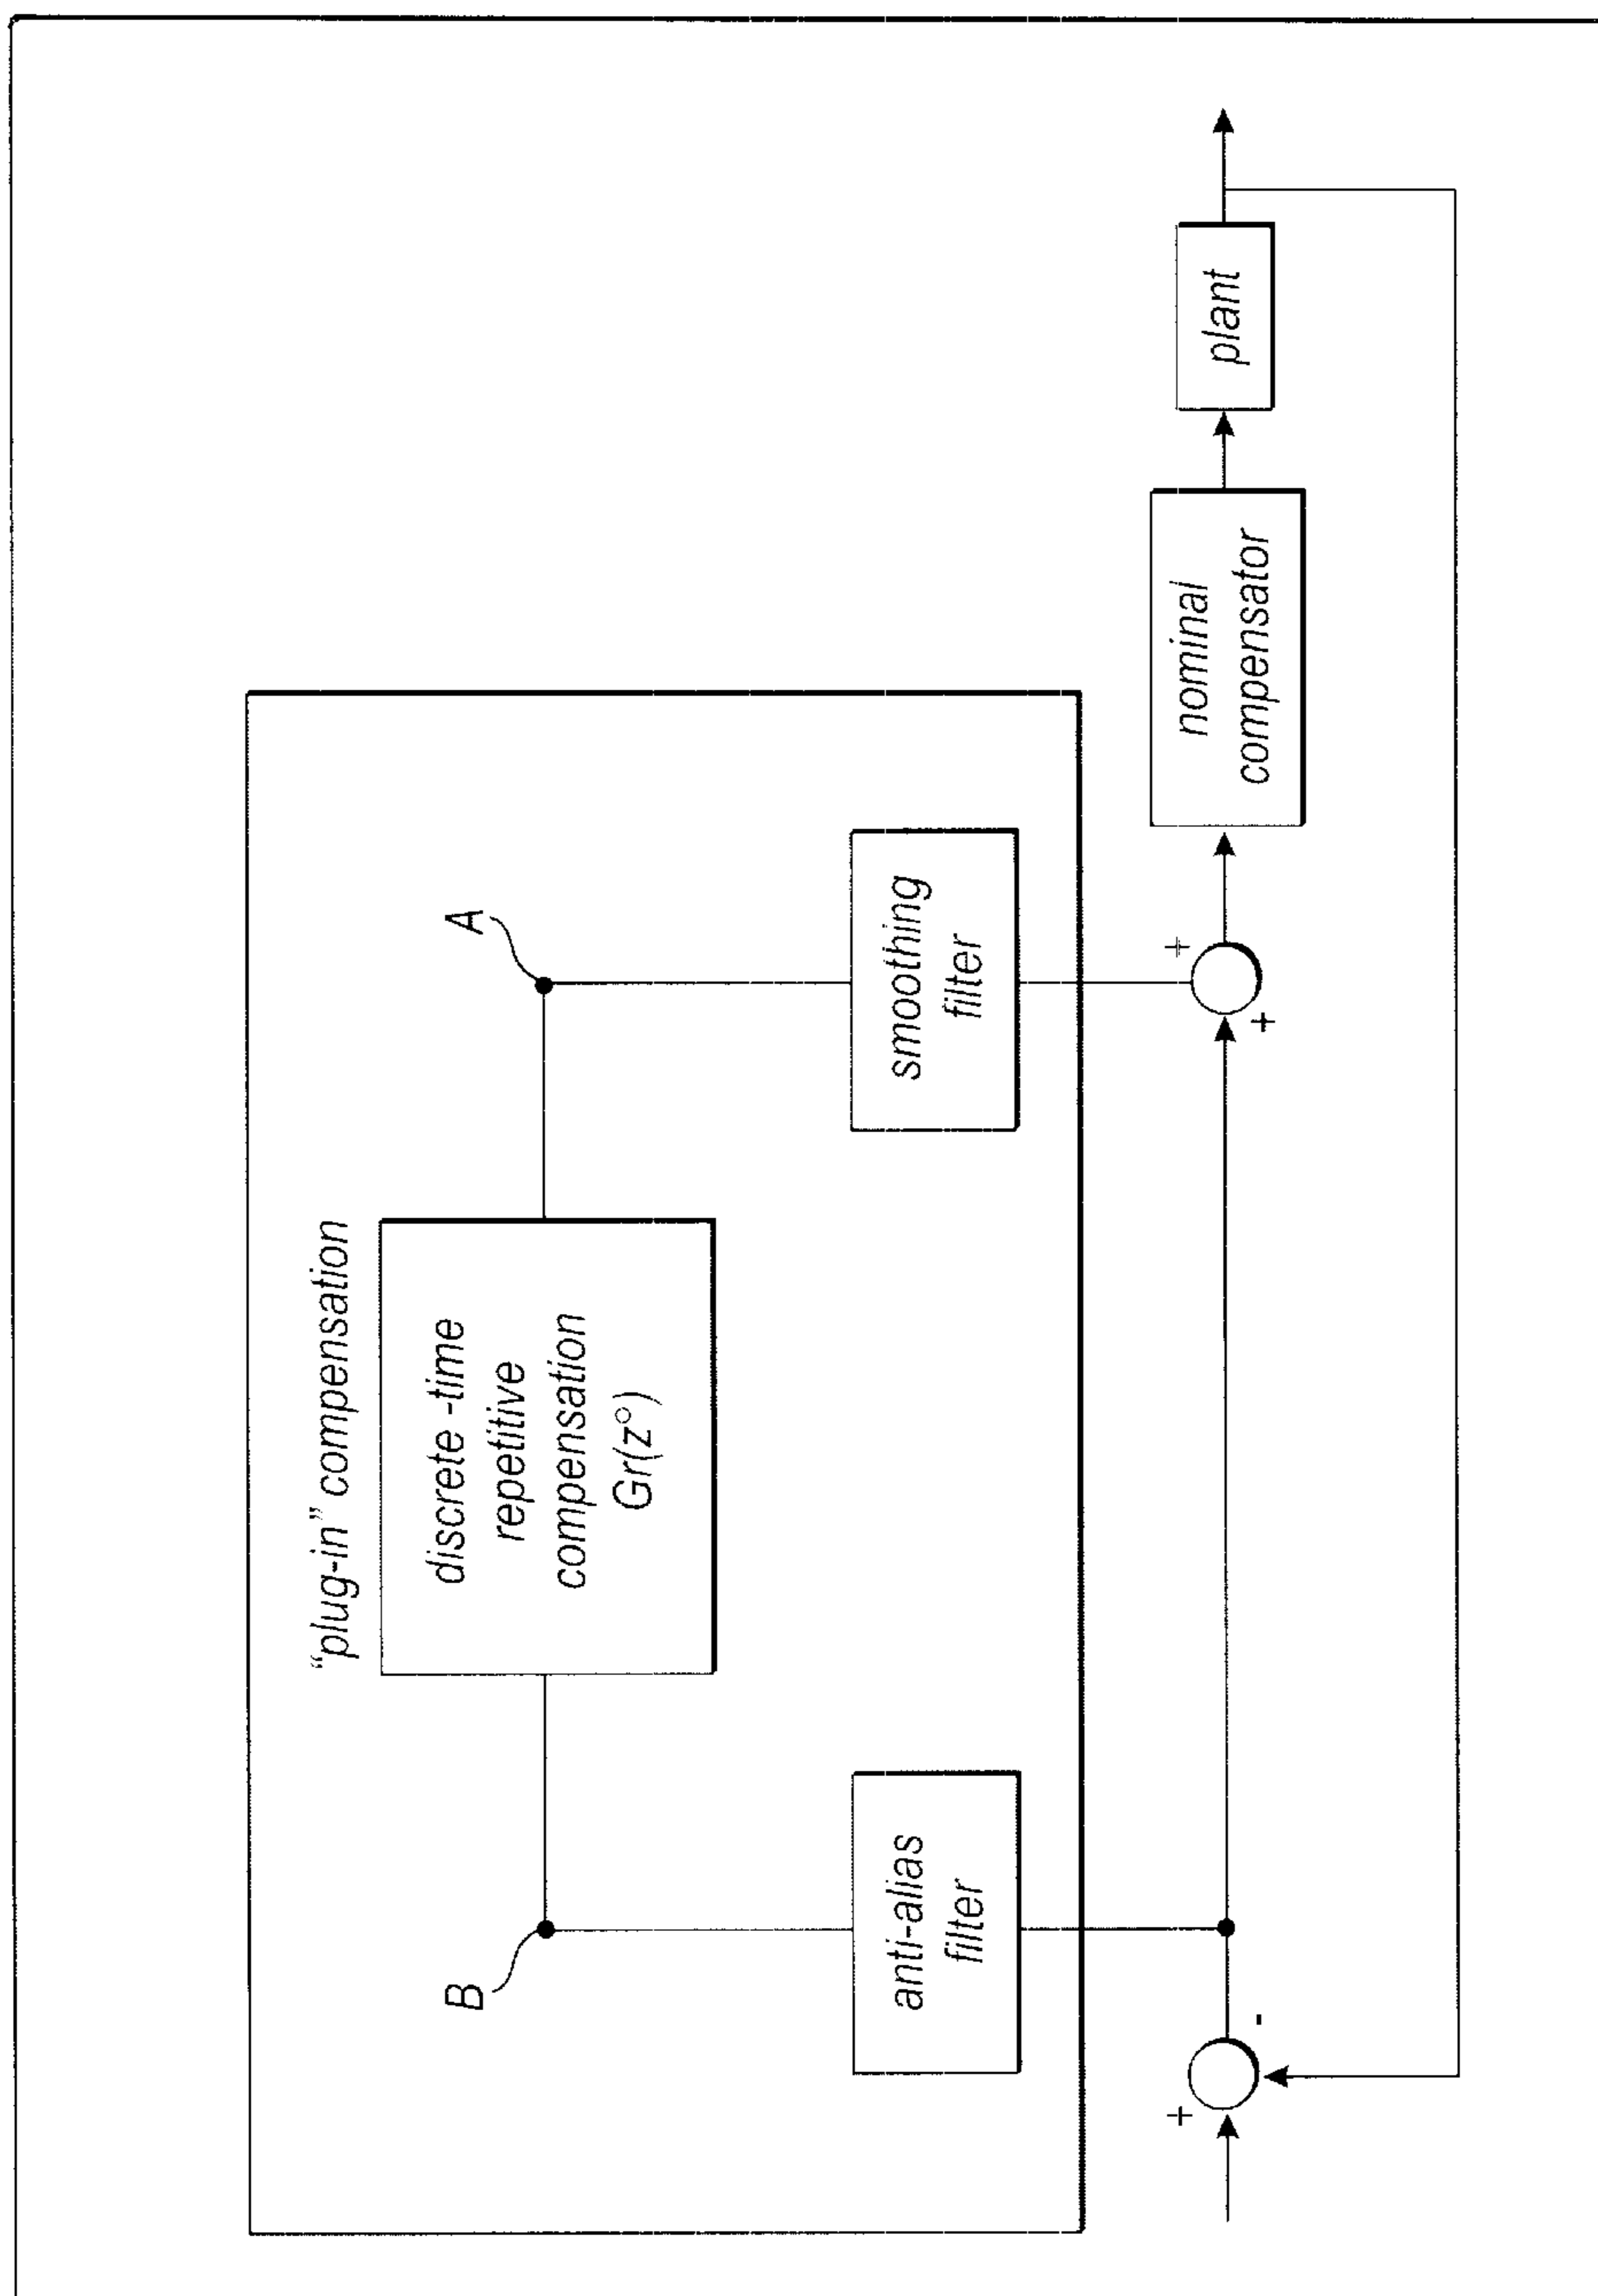 “plug-in” compensation
discrete -time
repetitive
compensation
Gr(z°)
B
A
anti-alias
filter
smoothing
filter
+
-
+
+
nominal
compensator
plant